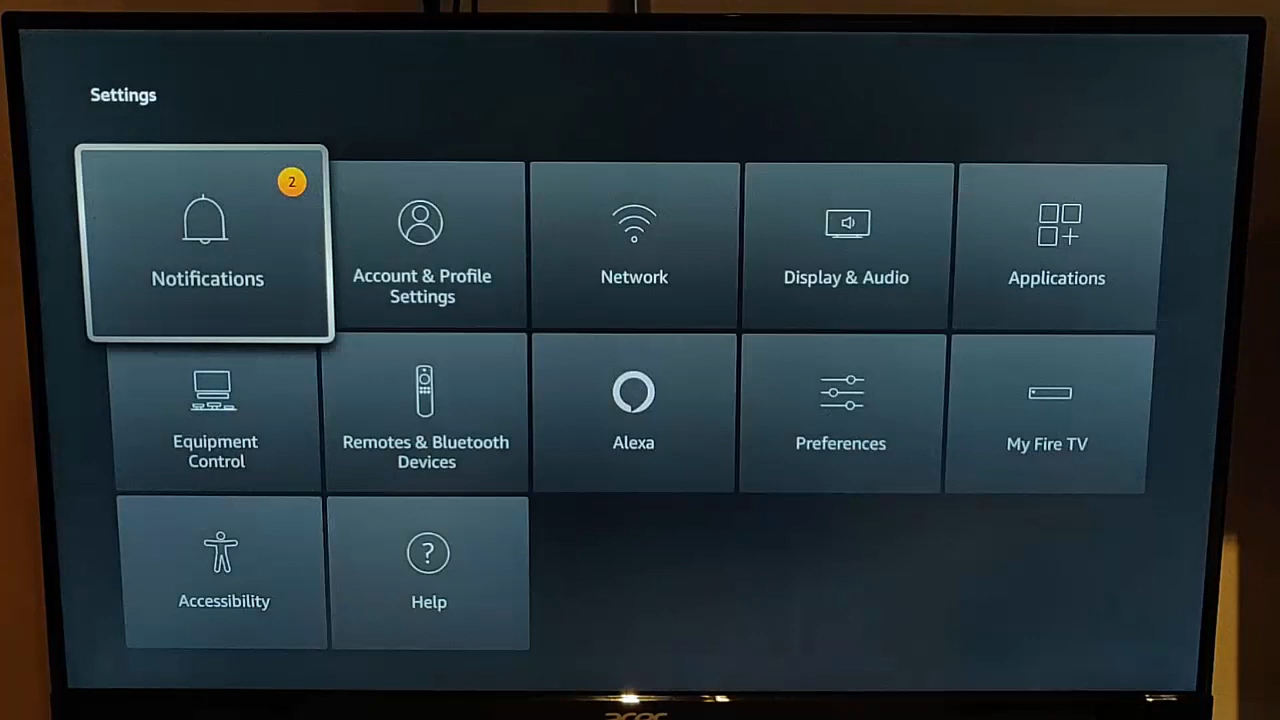 Settings
2
Notifications
Account & Profile
Settings
Network
Display & Audio
Applications
Equipment
Control
Remotes & Bluetooth
Devices
Alexa
Preferences
My Fire TV
Accessibility
?
Help
acer